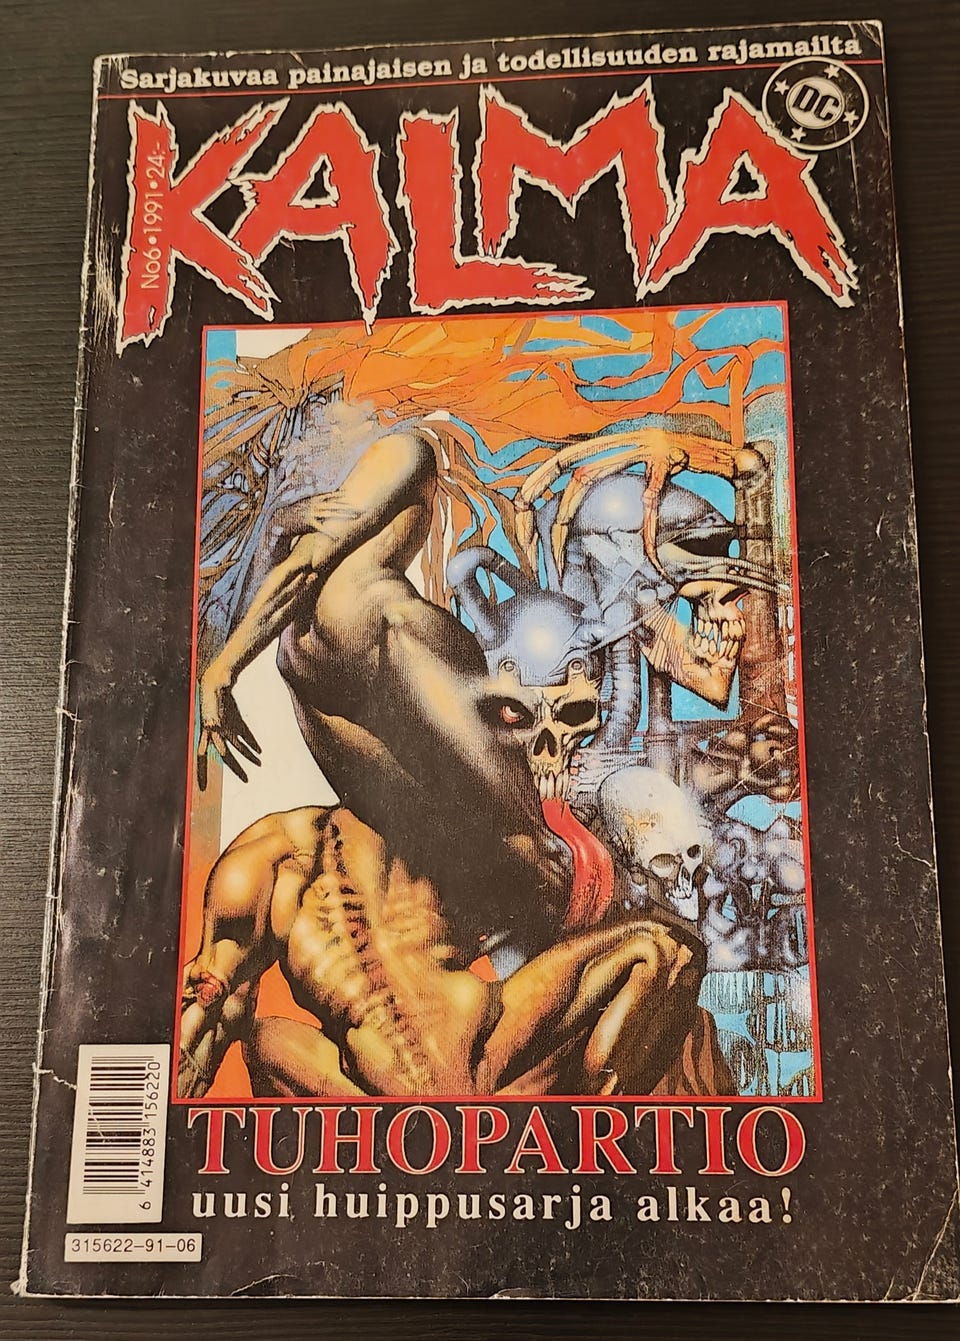 Sarjakuvaa painajaisen ja todellisuuden rajamailta
KALMA
DC
No6•1991•24:-
TUHOPARTIO
uusi huippusarja alkaa!
6 414883 156220
315622-91-06